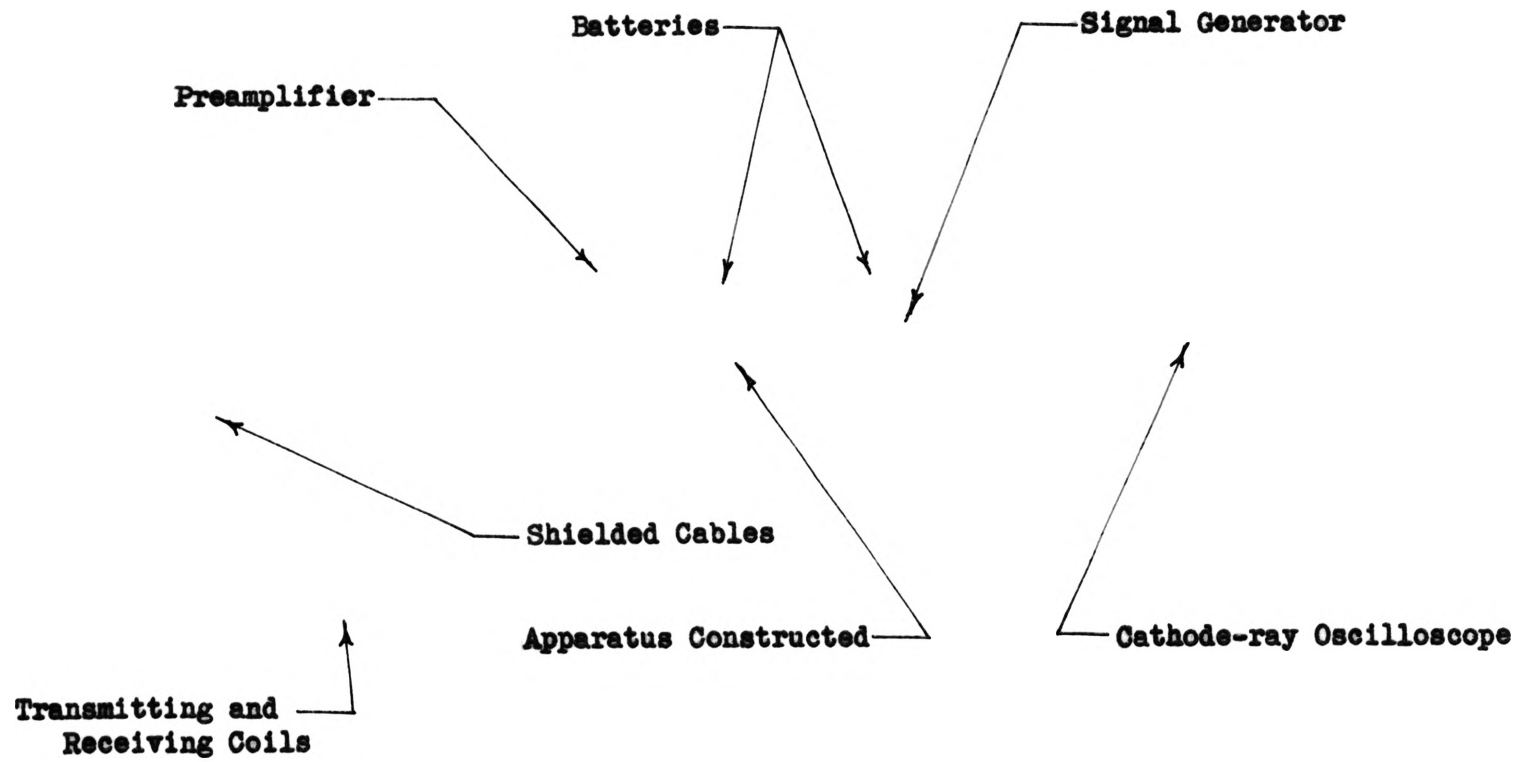 Batteries
Signal Generator
Preamplifier
Shielded Cables
Apparatus Constructed
Cathode-ray Oscilloscope
Transmitting and
Receiving Coils